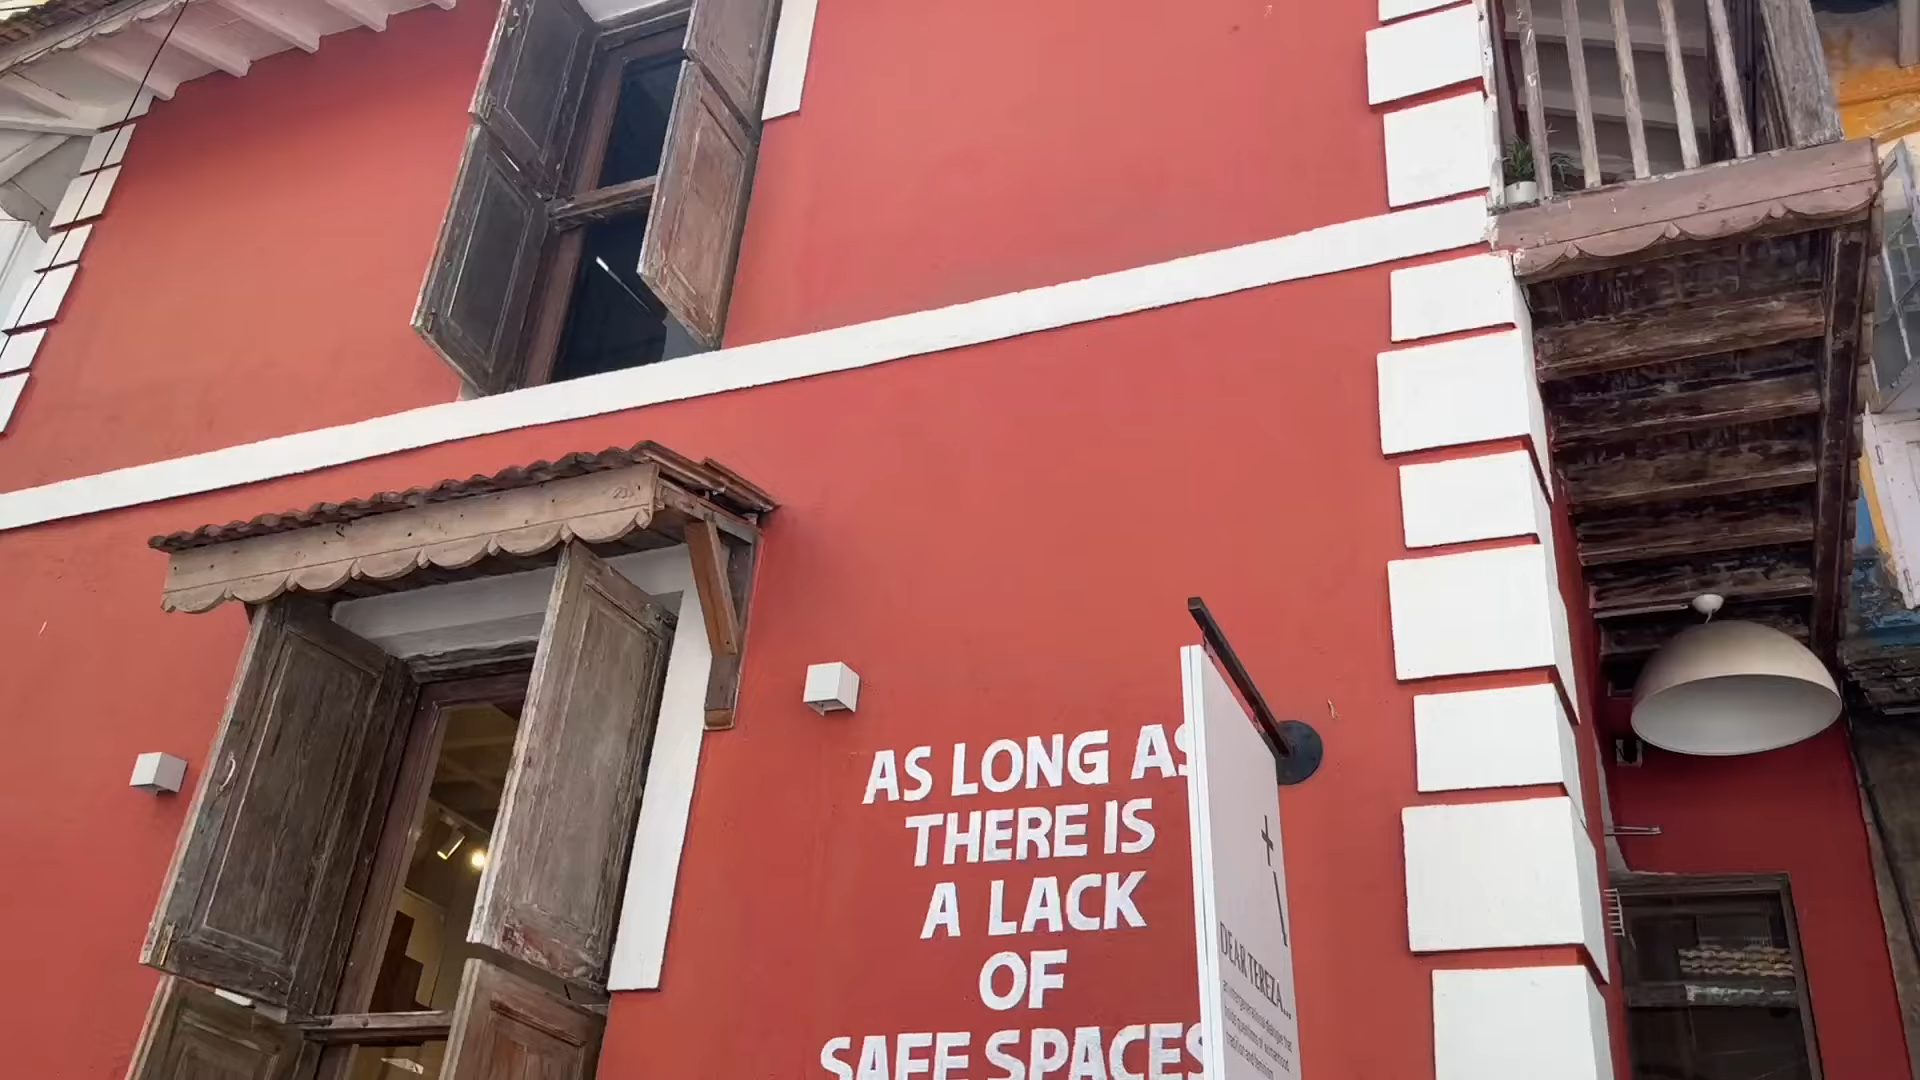 AS LONG AS
THERE IS
A LACK
OF
SAFE SPACES
DEAR TEREZA...